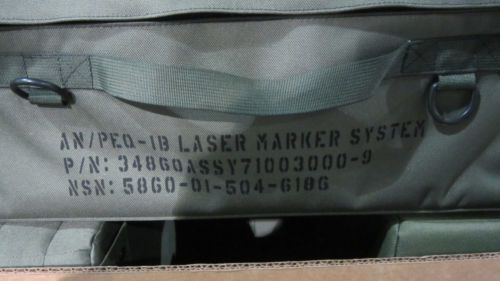 AN/PEQ-1B LASER MARKER SYSTEM
P/N: 34860ASSY71003000-9
NSN: 5860-01-504-6186